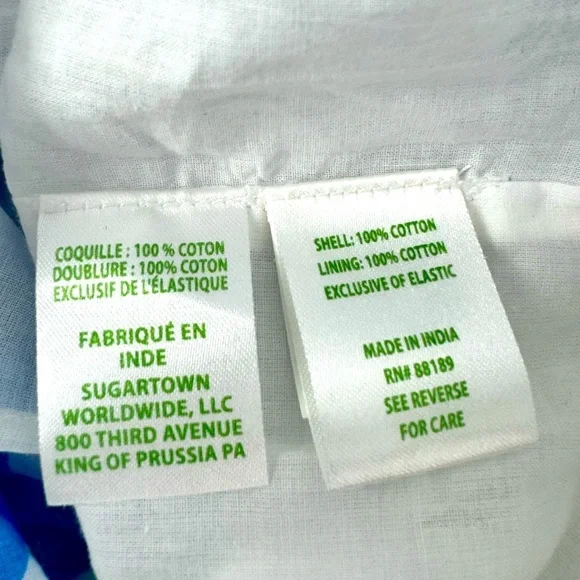 COQUILLE : 100 % COTON
DOUBLURE : 100% COTON
EXCLUSIF DE L'ÉLASTIQUE
FABRIQUÉ EN
INDE
SUGARTOWN
WORLDWIDE, LLC
800 THIRD AVENUE
KING OF PRUSSIA PA
SHELL: 100% COTTON
LINING: 100% COTTON
EXCLUSIVE OF ELASTIC
MADE IN INDIA
RN# 88189
SEE REVERSE
FOR CARE